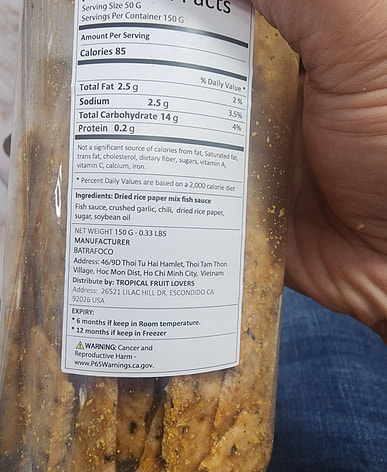 Facts
Serving Size 50 G
Servings Per Container 150 G
Amount Per Serving
Calories 85
% Daily Value *
Total Fat 2.5 g 2 %
Sodium 2.5 g 3.5%
Total Carbohydrate 14 g 4%
Protein 0.2 g
Not a significant source of calories from fat, Saturated fat,
trans fat, cholesterol, dietary fiber, sugars, vitamin A,
vitamin C, calcium, iron.
* Percent Daily Values are based on a 2,000 calorie diet
Ingredients: Dried rice paper mix fish sauce
Fish sauce, crushed garlic, chili, dried rice paper,
sugar, soybean oil
NET WEIGHT 150 G - 0.33 LBS
MANUFACTURER
BATRAFOCO
Address: 46/9D Thoi Tu Hai Hamlet, Thoi Tam Thon
Village, Hoc Mon Dist, Ho Chi Minh City, Vietnam
Distribute by: TROPICAL FRUIT LOVERS
Address: 26521 LILAC HILL DR. ESCONDIDO CA
92026 USA
EXPIRY:
* 6 months if keep in Room temperature.
* 12 months if keep in Freezer
WARNING: Cancer and
Reproductive Harm -
www.P65Warnings.ca.gov.